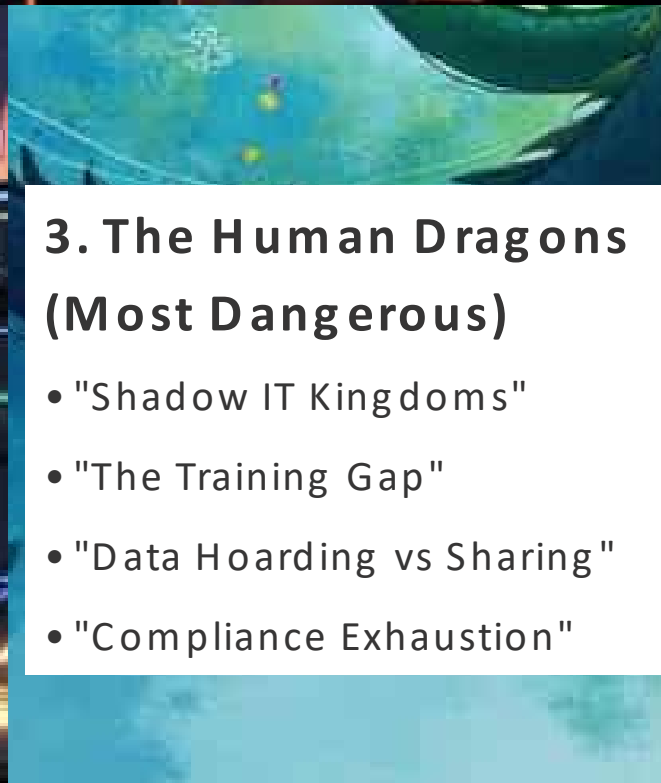 3. The Human Dragons
(Most Dangerous)
• "Shadow IT Kingdoms"
• "The Training Gap"
• "Data Hoarding vs Sharing"
• "Compliance Exhaustion"